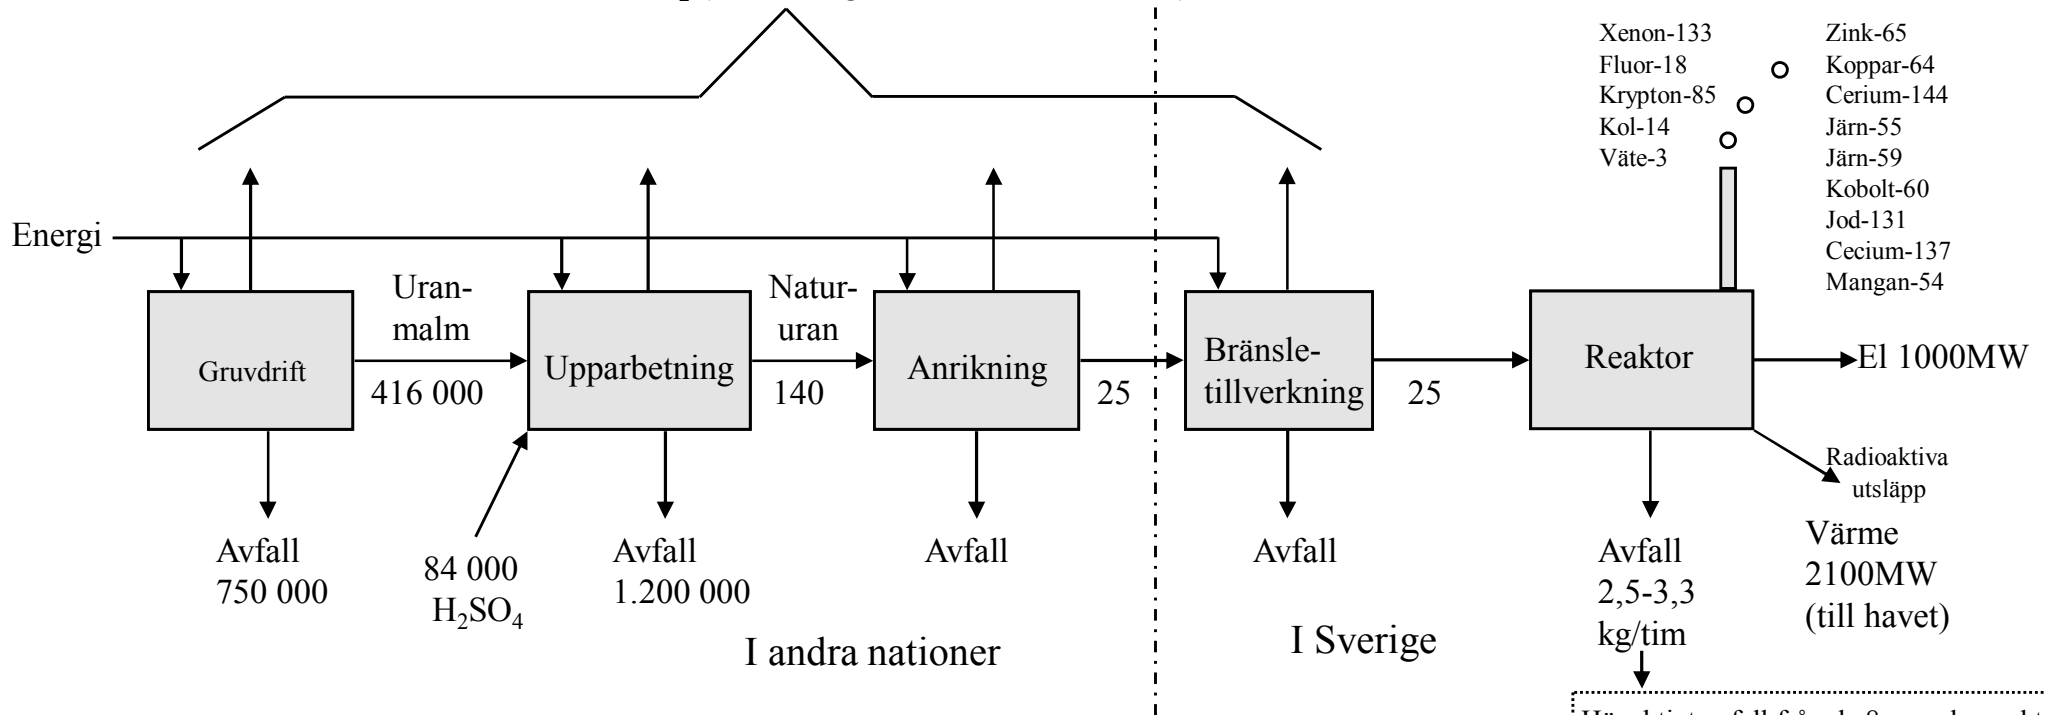 Xenon-133
Fluor-18
Krypton-85
Kol-14
Väte-3
Zink-65
Koppar-64
Cerium-144
Järn-55
Järn-59
Kobolt-60
Jod-131
Cecium-137
Mangan-54
Energi
Gruvdrift
Uran-
malm
416 000
Upparbetning
Natur-
uran
140
Anrikning
25
Bränsle-
tillverkning
25
Reaktor
El 1000MW
Radioaktiva
utsläpp
Värme
2100MW
(till havet)
Avfall
750 000
84 000
H₂SO₄
Avfall
1.200 000
Avfall
Avfall
Avfall
2,5-3,3
kg/tim
I andra nationer
I Sverige